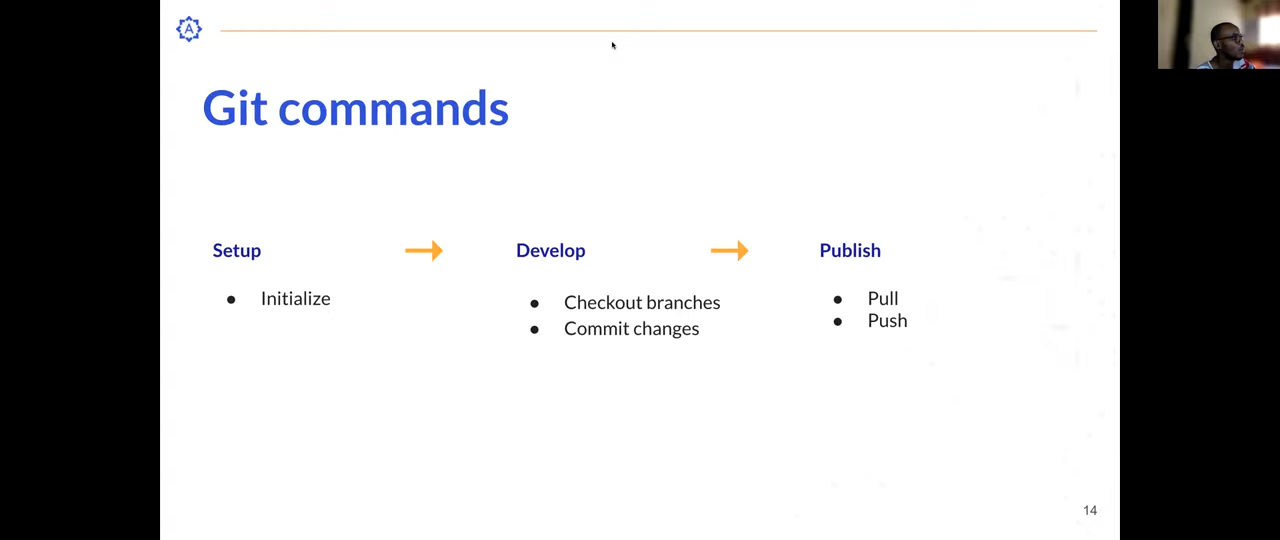 A
Git commands
Setup
Develop
Publish
● Initialize
● Checkout branches
● Commit changes
● Pull
● Push
14